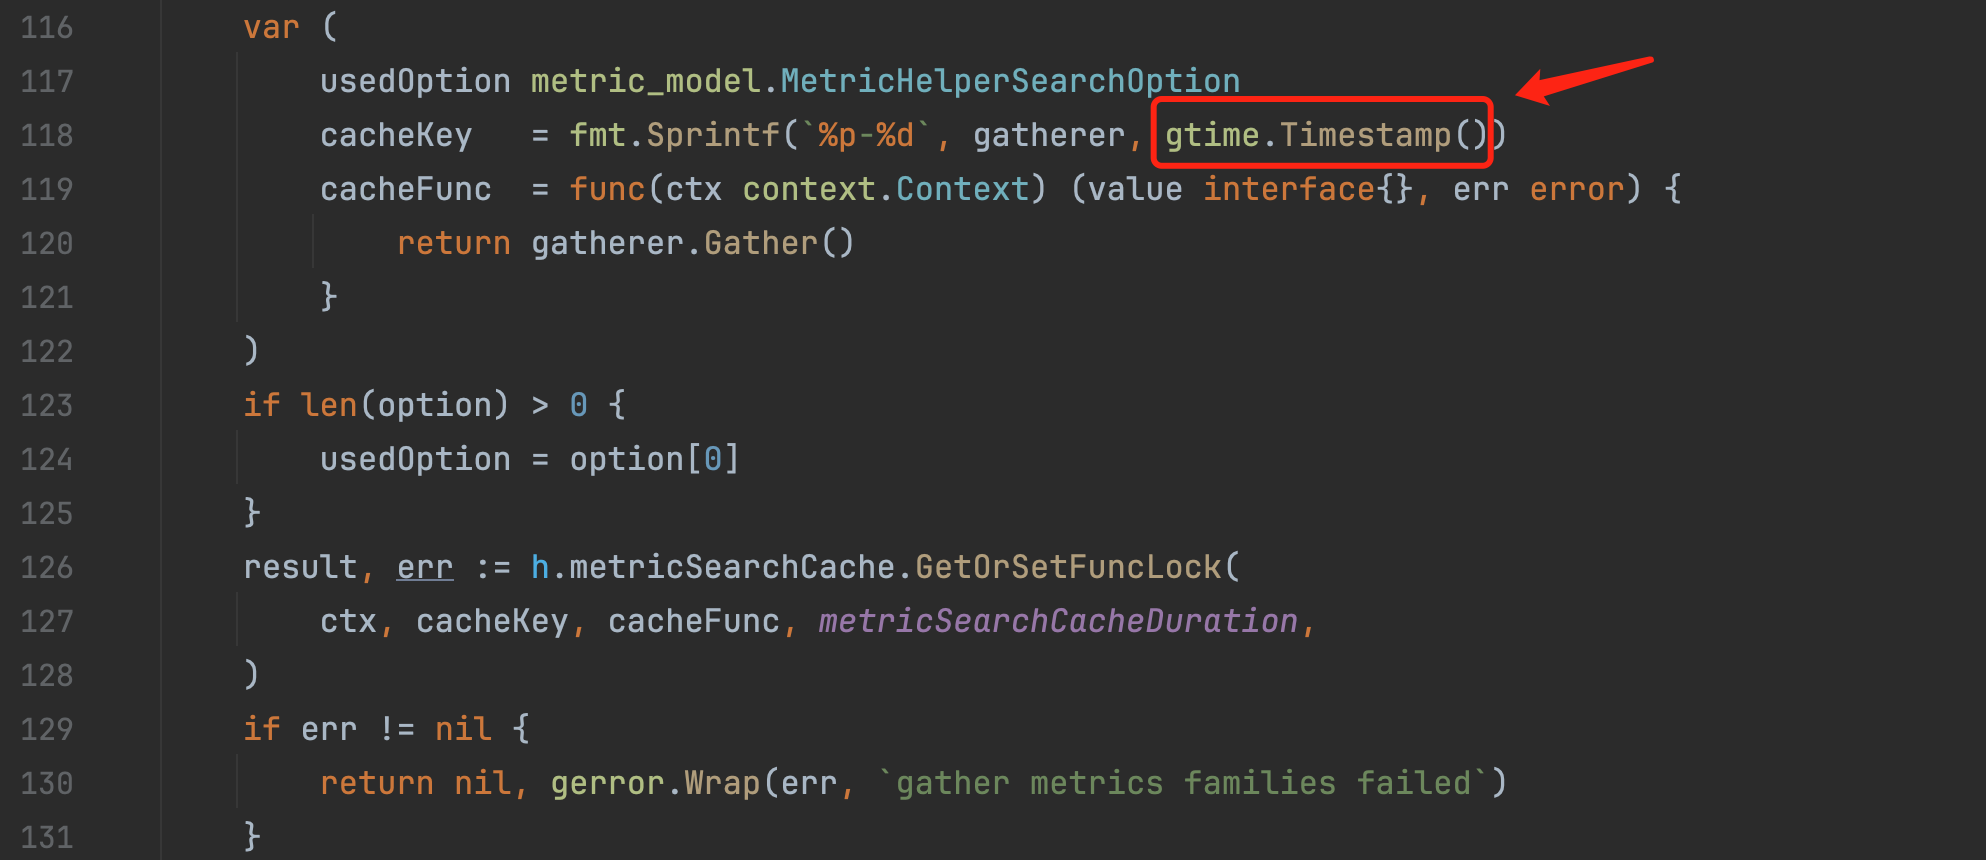 116 var (
117 usedOption metric_model.MetricHelperSearchOption
118 cacheKey   = fmt.Sprintf(`%p-%d`, gatherer, gtime.Timestamp())
119 cacheFunc  = func(ctx context.Context) (value interface{}, err error) {
120 return gatherer.Gather()
121 }
122 )
123 if len(option) > 0 {
124 usedOption = option[0]
125 }
126 result, err := h.metricSearchCache.GetOrSetFuncLock(
127 ctx, cacheKey, cacheFunc, metricSearchCacheDuration,
128 )
129 if err != nil {
130 return nil, gerror.Wrap(err, `gather metrics families failed`)
131 }